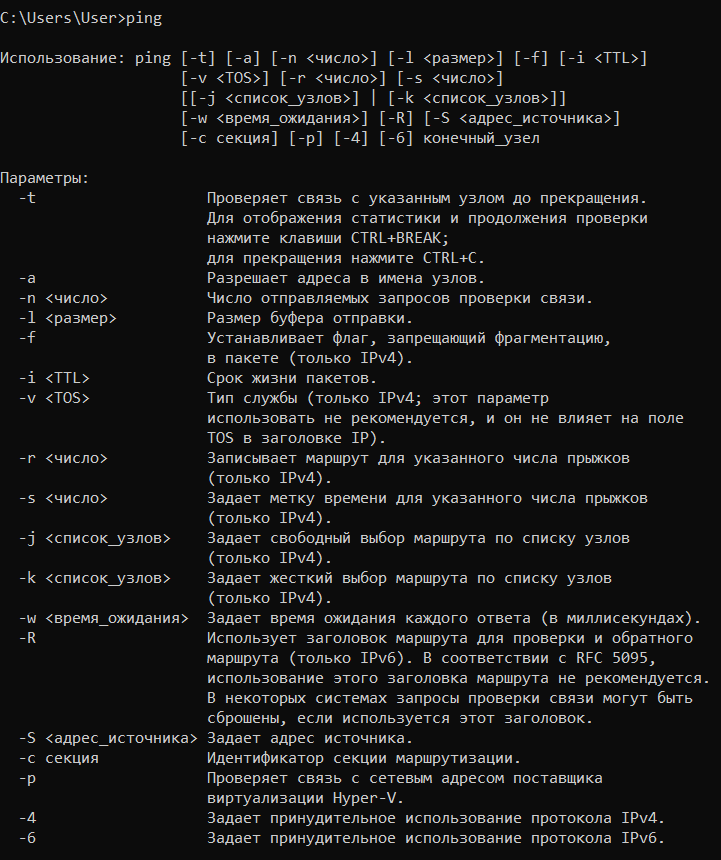 C:\Users\User>ping
Использование: ping [-t] [-a] [-n <число>] [-l <размер>] [-f] [-i <TTL>]
[-v <TOS>] [-r <число>] [-s <число>]
[[-j <список_узлов>] | [-k <список_узлов>]]
[-w <время_ожидания>] [-R] [-S <адрес_источника>]
[-c секция] [-p] [-4] [-6] конечный_узел
Параметры:
-t Проверяет связь с указанным узлом до прекращения.
Для отображения статистики и продолжения проверки
нажмите клавиши CTRL+BREAK;
для прекращения нажмите CTRL+C.
-a Разрешает адреса в имена узлов.
-n <число> Число отправляемых запросов проверки связи.
-l <размер> Размер буфера отправки.
-f Устанавливает флаг, запрещающий фрагментацию,
в пакете (только IPv4).
-i <TTL> Срок жизни пакетов.
-v <TOS> Тип службы (только IPv4; этот параметр
использовать не рекомендуется, и он не влияет на поле
TOS в заголовке IP).
-r <число> Записывает маршрут для указанного числа прыжков
(только IPv4).
-s <число> Задает метку времени для указанного числа прыжков
(только IPv4).
-j <список_узлов> Задает свободный выбор маршрута по списку узлов
(только IPv4).
-k <список_узлов> Задает жесткий выбор маршрута по списку узлов
(только IPv4).
-w <время_ожидания> Задает время ожидания каждого ответа (в миллисекундах).
-R Использует заголовок маршрута для проверки и обратного
маршрута (только IPv6). В соответствии с RFC 5095,
использование этого заголовка маршрута не рекомендуется.
В некоторых системах запросы проверки связи могут быть
сброшены, если используется этот заголовок.
-S <адрес_источника> Задает адрес источника.
-c секция Идентификатор секции маршрутизации.
-p Проверяет связь с сетевым адресом поставщика
виртуализации Hyper-V.
-4 Задает принудительное использование протокола IPv4.
-6 Задает принудительное использование протокола IPv6.